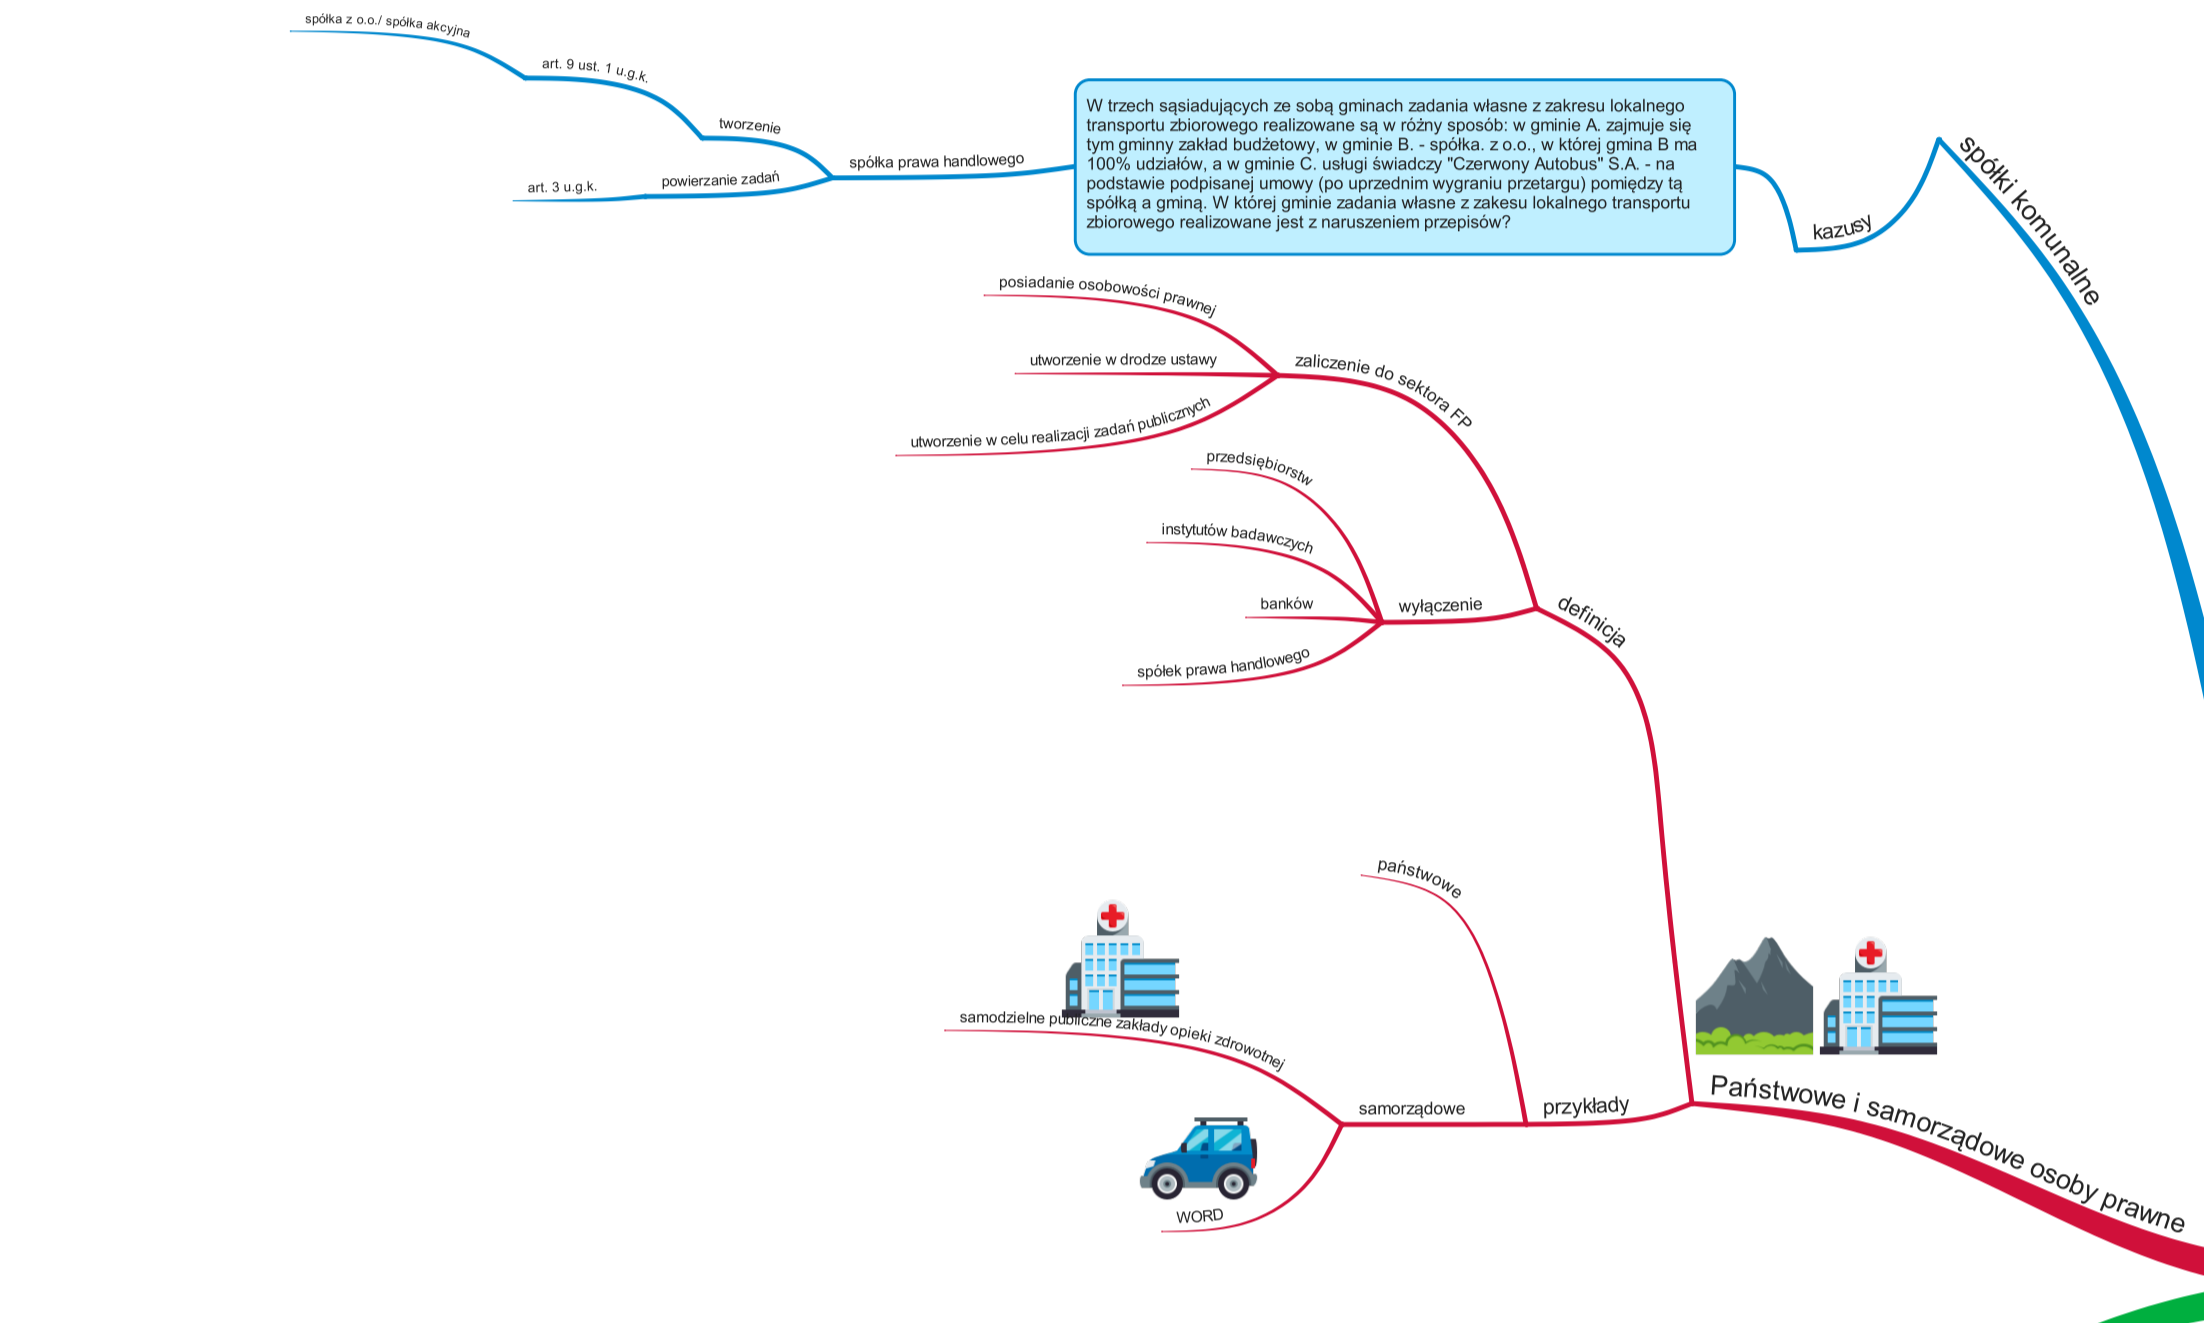 spółka z o.o./ spółka akcyjna
art. 9 ust. 1 u.g.k.
tworzenie
spółka prawa handlowego
powierzanie zadań
art. 3 u.g.k.
W trzech sąsiadujących ze sobą gminach zadania własne z zakresu lokalnego
transportu zbiorowego realizowane są w różny sposób: w gminie A. zajmuje się
tym gminny zakład budżetowy, w gminie B. - spółka. z o.o., w której gmina B ma
100% udziałów, a w gminie C. usługi świadczy "Czerwony Autobus" S.A. - na
podstawie podpisanej umowy (po uprzednim wygraniu przetargu) pomiędzy tą
spółką a gminą. W której gminie zadania własne z zakesu lokalnego transportu
zbiorowego realizowane jest z naruszeniem przepisów?
kazusy
spółki komunalne
posiadanie osobowości prawnej
utworzenie w drodze ustawy
utworzenie w celu realizacji zadań publicznych
zaliczenie do sektora FP
przedsiębiorstw
instytutów badawczych
banków
spółek prawa handlowego
wyłączenie
definicja
państwowe
samodzielne publiczne zakłady opieki zdrowotnej
samorządowe
przykłady
WORD
Państwowe i samorządowe osoby prawne